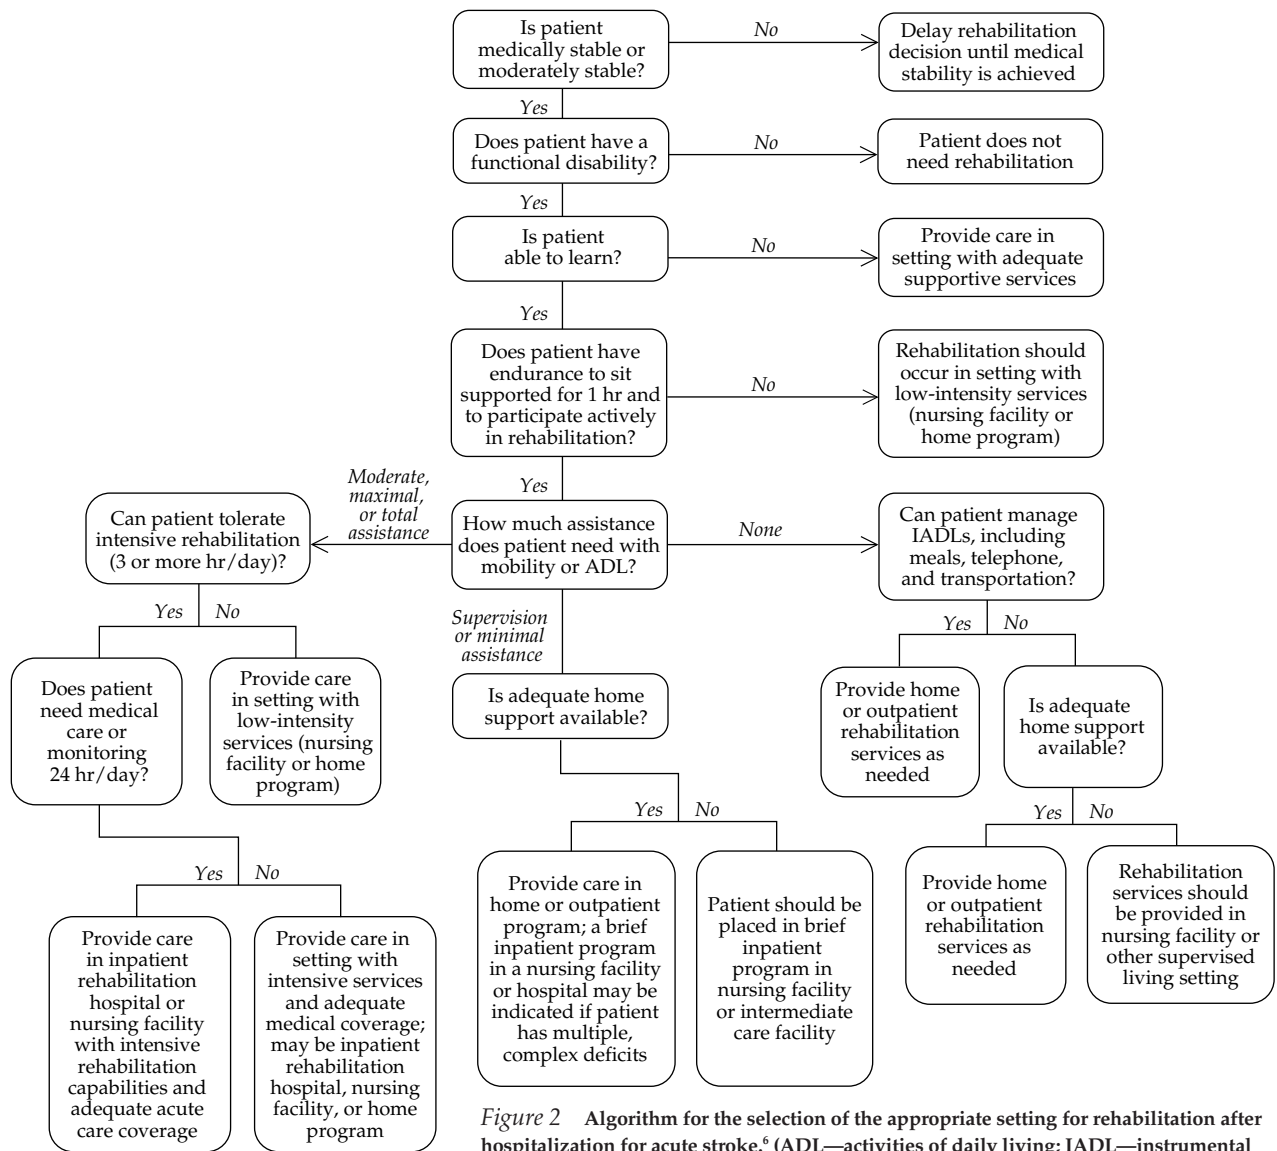 Is patient
medically stable or
moderately stable?
No
Delay rehabilitation
decision until medical
stability is achieved
Yes
Does patient have a
functional disability?
No
Patient does not
need rehabilitation
Yes
Is patient
able to learn?
No
Provide care in
setting with adequate
supportive services
Yes
Does patient have
endurance to sit
supported for 1 hr and
to participate actively
in rehabilitation?
No
Rehabilitation should
occur in setting with
low-intensity services
(nursing facility or
home program)
Yes
How much assistance
does patient need with
mobility or ADL?
Moderate,
maximal,
or total
assistance
Can patient tolerate
intensive rehabilitation
(3 or more hr/day)?
None
Can patient manage
IADLs, including
meals, telephone,
and transportation?
Supervision
or minimal
assistance
Is adequate home
support available?
Yes
No
Does patient
need medical
care or
monitoring
24 hr/day?
Provide care
in setting with
low-intensity
services (nursing
facility or home
program)
Yes
No
Provide home
or outpatient
rehabilitation
services as
needed
Is adequate
home support
available?
Yes
No
Provide care
in inpatient
rehabilitation
hospital or
nursing facility
with intensive
rehabilitation
capabilities and
adequate acute
care coverage
Provide care in
setting with
intensive services
and adequate
medical coverage;
may be inpatient
rehabilitation
hospital, nursing
facility, or home
program
Yes
No
Provide care in
home or outpatient
program; a brief
inpatient program
in a nursing facility
or hospital may be
indicated if patient
has multiple,
complex deficits
Patient should be
placed in brief
inpatient
program in
nursing facility
or intermediate
care facility
Yes
No
Provide home
or outpatient
rehabilitation
services as
needed
Rehabilitation
services should
be provided in
nursing facility or
other supervised
living setting
Figure 2 Algorithm for the selection of the appropriate setting for rehabilitation after
hospitalization for acute stroke.⁶ (ADL—activities of daily living; IADL—instrumental